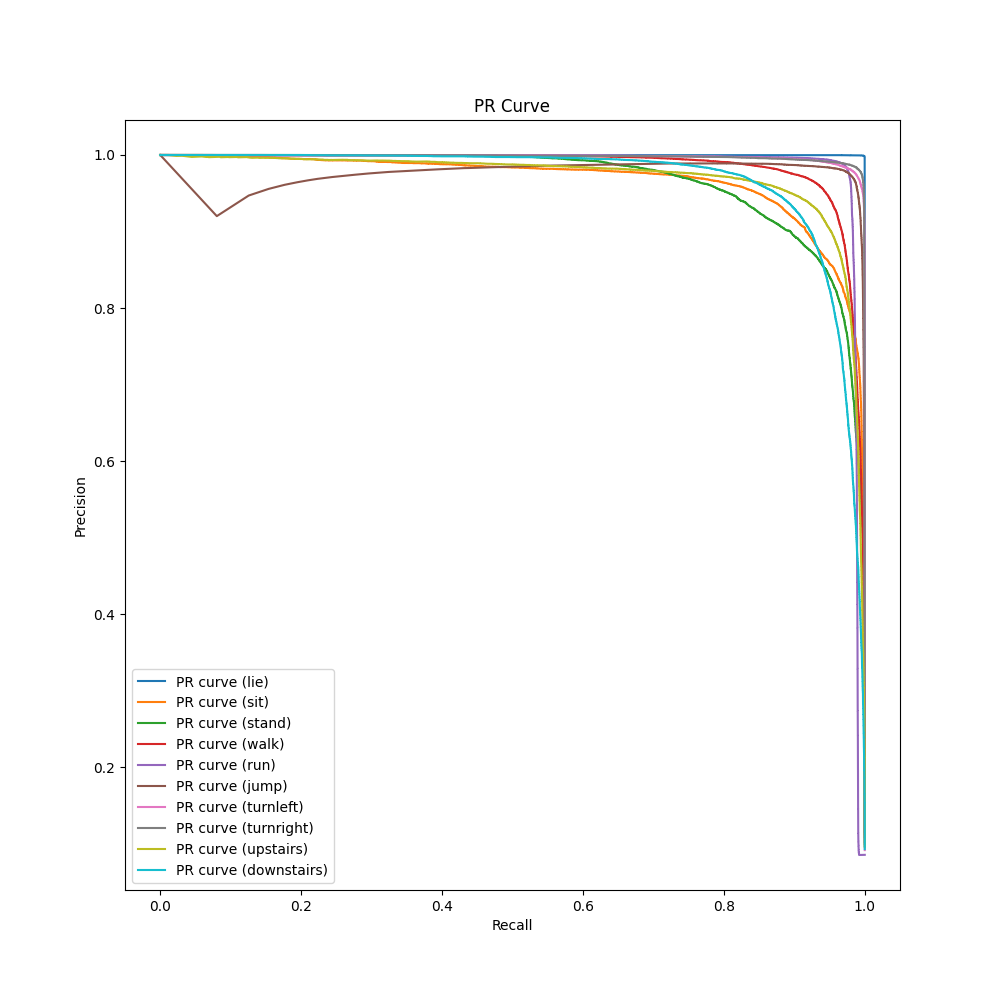 PR Curve
1.0
0.8
0.6
0.4
0.2
Precision
PR curve (lie)
PR curve (sit)
PR curve (stand)
PR curve (walk)
PR curve (run)
PR curve (jump)
PR curve (turnleft)
PR curve (turnright)
PR curve (upstairs)
PR curve (downstairs)
0.0 0.2 0.4 0.6 0.8 1.0
Recall